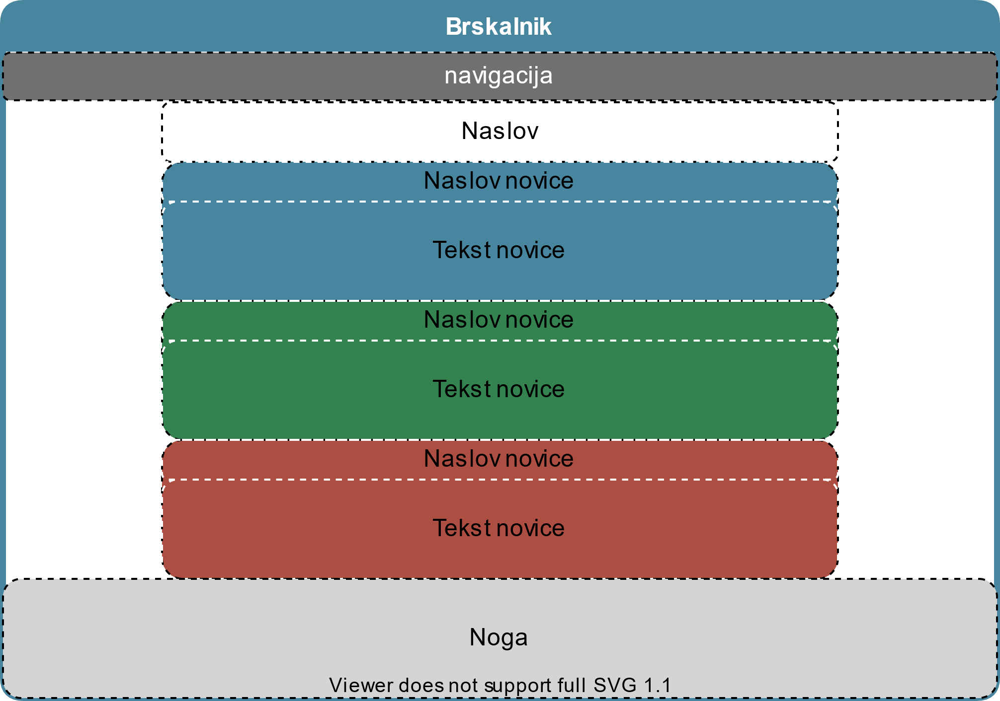 Brskalnik
navigacija
Naslov
Naslov novice
Tekst novice
Naslov novice
Tekst novice
Naslov novice
Tekst novice
Noga
Viewer does not support full SVG 1.1